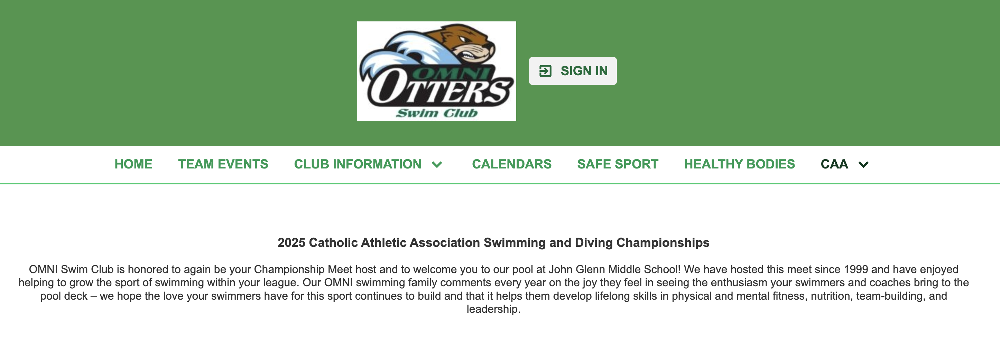 OMNI
OTTERS
Swim Club
SIGN IN
HOME TEAM EVENTS CLUB INFORMATION CALENDARS SAFE SPORT HEALTHY BODIES CAA
2025 Catholic Athletic Association Swimming and Diving Championships
OMNI Swim Club is honored to again be your Championship Meet host and to welcome you to our pool at John Glenn Middle School! We have hosted this meet since 1999 and have enjoyed
helping to grow the sport of swimming within your league. Our OMNI swimming family comments every year on the joy they feel in seeing the enthusiasm your swimmers and coaches bring to the
pool deck – we hope the love your swimmers have for this sport continues to build and that it helps them develop lifelong skills in physical and mental fitness, nutrition, team-building, and
leadership.